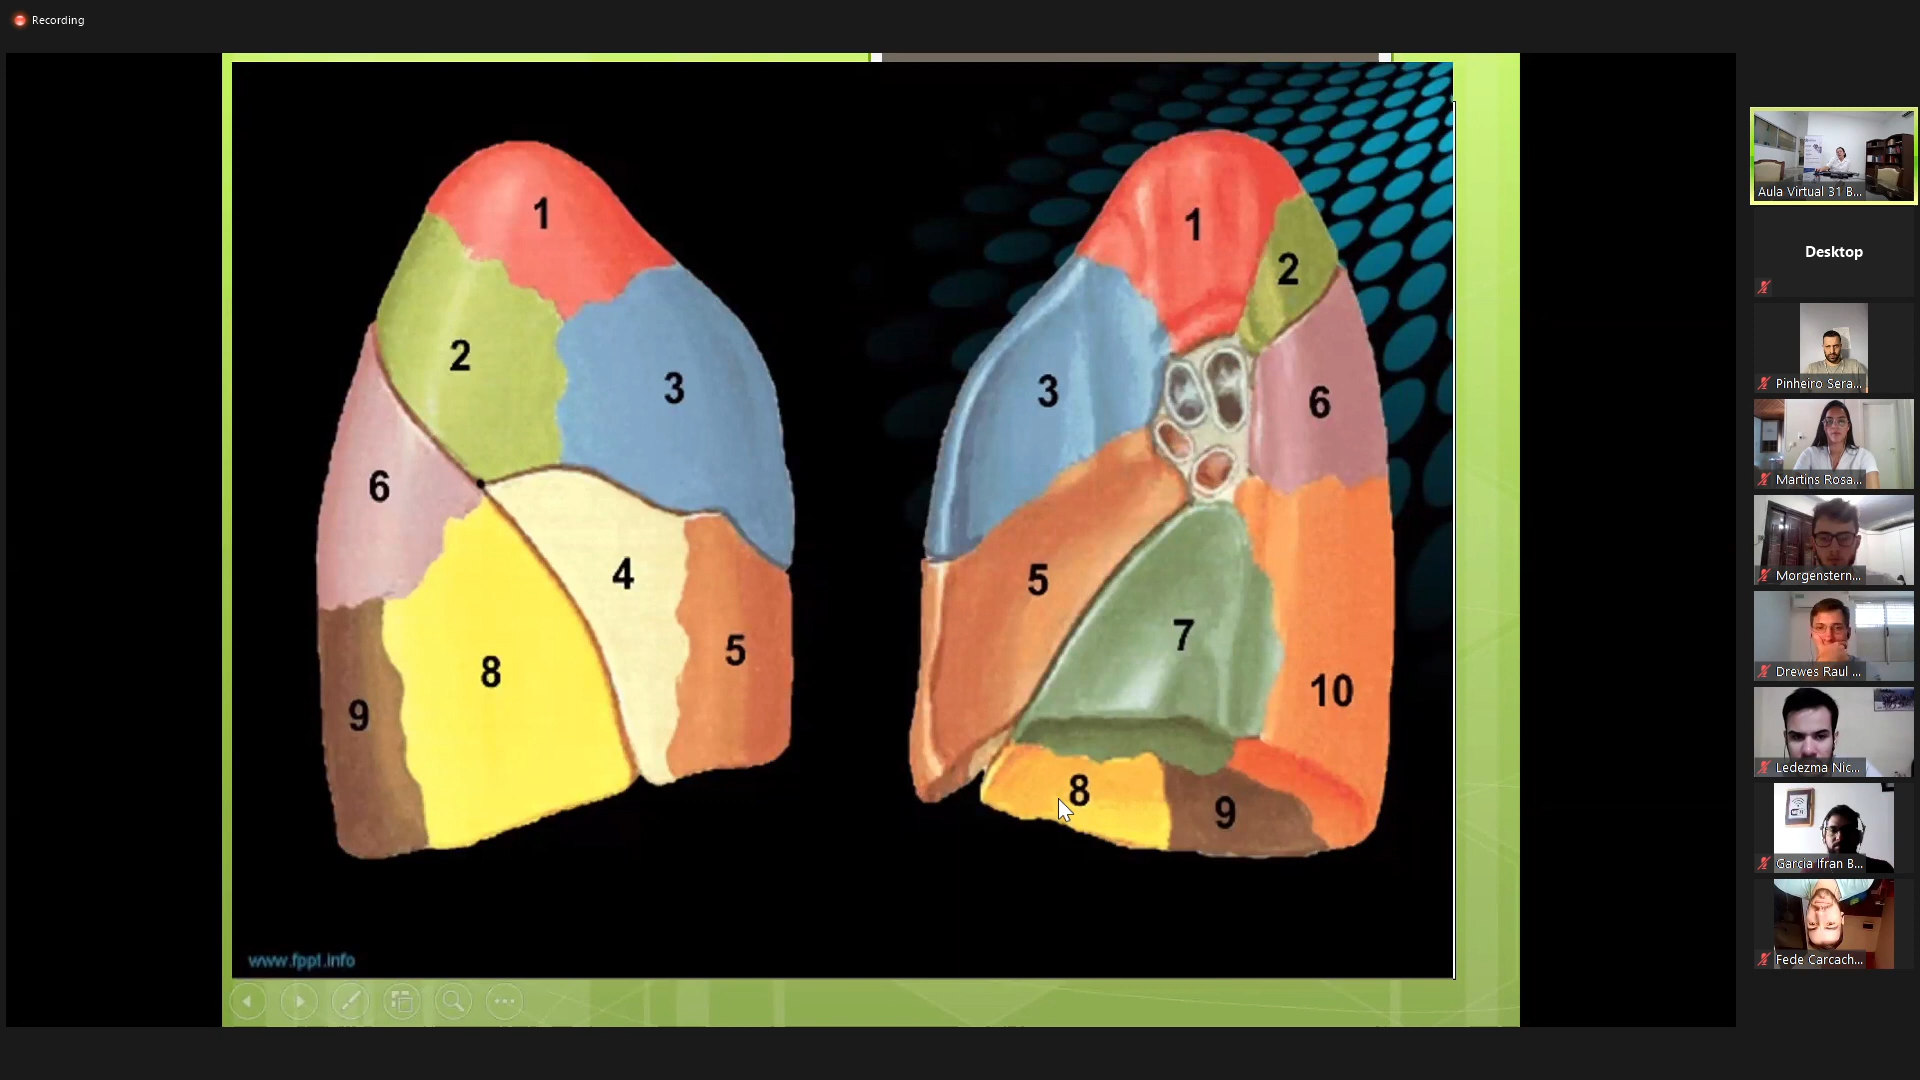 Recording
1
2
3
6
4
5
8
9
1
2
3
6
5
7
10
8
9
www.fppt.info
Aula Virtual 31 B...
Desktop
Pinheiro Sera...
Martins Rosa...
Morgenstern...
Drewes Raul ...
Ledezma Nic...
Garcia Ifran B...
Fede Carcach...